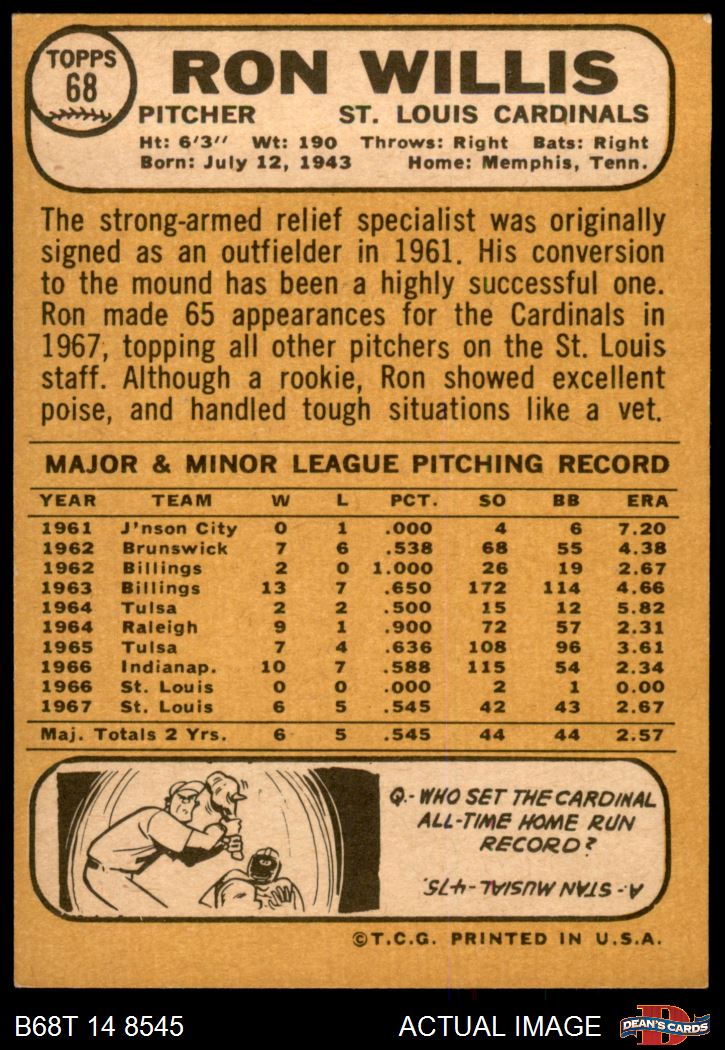 TOPPS
68
RON WILLIS
PITCHER ST. LOUIS CARDINALS
Ht: 6'3" Wt: 190 Throws: Right Bats: Right
Born: July 12, 1943 Home: Memphis, Tenn.
The strong-armed relief specialist was originally
signed as an outfielder in 1961. His conversion
to the mound has been a highly successful one.
Ron made 65 appearances for the Cardinals in
1967, topping all other pitchers on the St. Louis
staff. Although a rookie, Ron showed excellent
poise, and handled tough situations like a vet.
MAJOR & MINOR LEAGUE PITCHING RECORD
YEAR TEAM W L PCT. SO BB ERA
1961 J'nson City 0 1 .000 4 6 7.20
1962 Brunswick 7 6 .538 68 55 4.38
1962 Billings 2 0 1.000 26 19 2.67
1963 Billings 13 7 .650 172 114 4.66
1964 Tulsa 2 2 .500 15 12 5.82
1964 Raleigh 9 1 .900 72 57 2.31
1965 Tulsa 7 4 .636 108 96 3.61
1966 Indianap. 10 7 .588 115 54 2.34
1966 St. Louis 0 0 .000 2 1 0.00
1967 St. Louis 6 5 .545 42 43 2.67
Maj. Totals 2 Yrs. 6 5 .545 44 44 2.57
Q.- WHO SET THE CARDINAL
ALL-TIME HOME RUN
RECORD?
A.- STAN MUSIAL - 475.
©T.C.G. PRINTED IN U.S.A.
B68T 14 8545 ACTUAL IMAGE DEAN'S CARDS